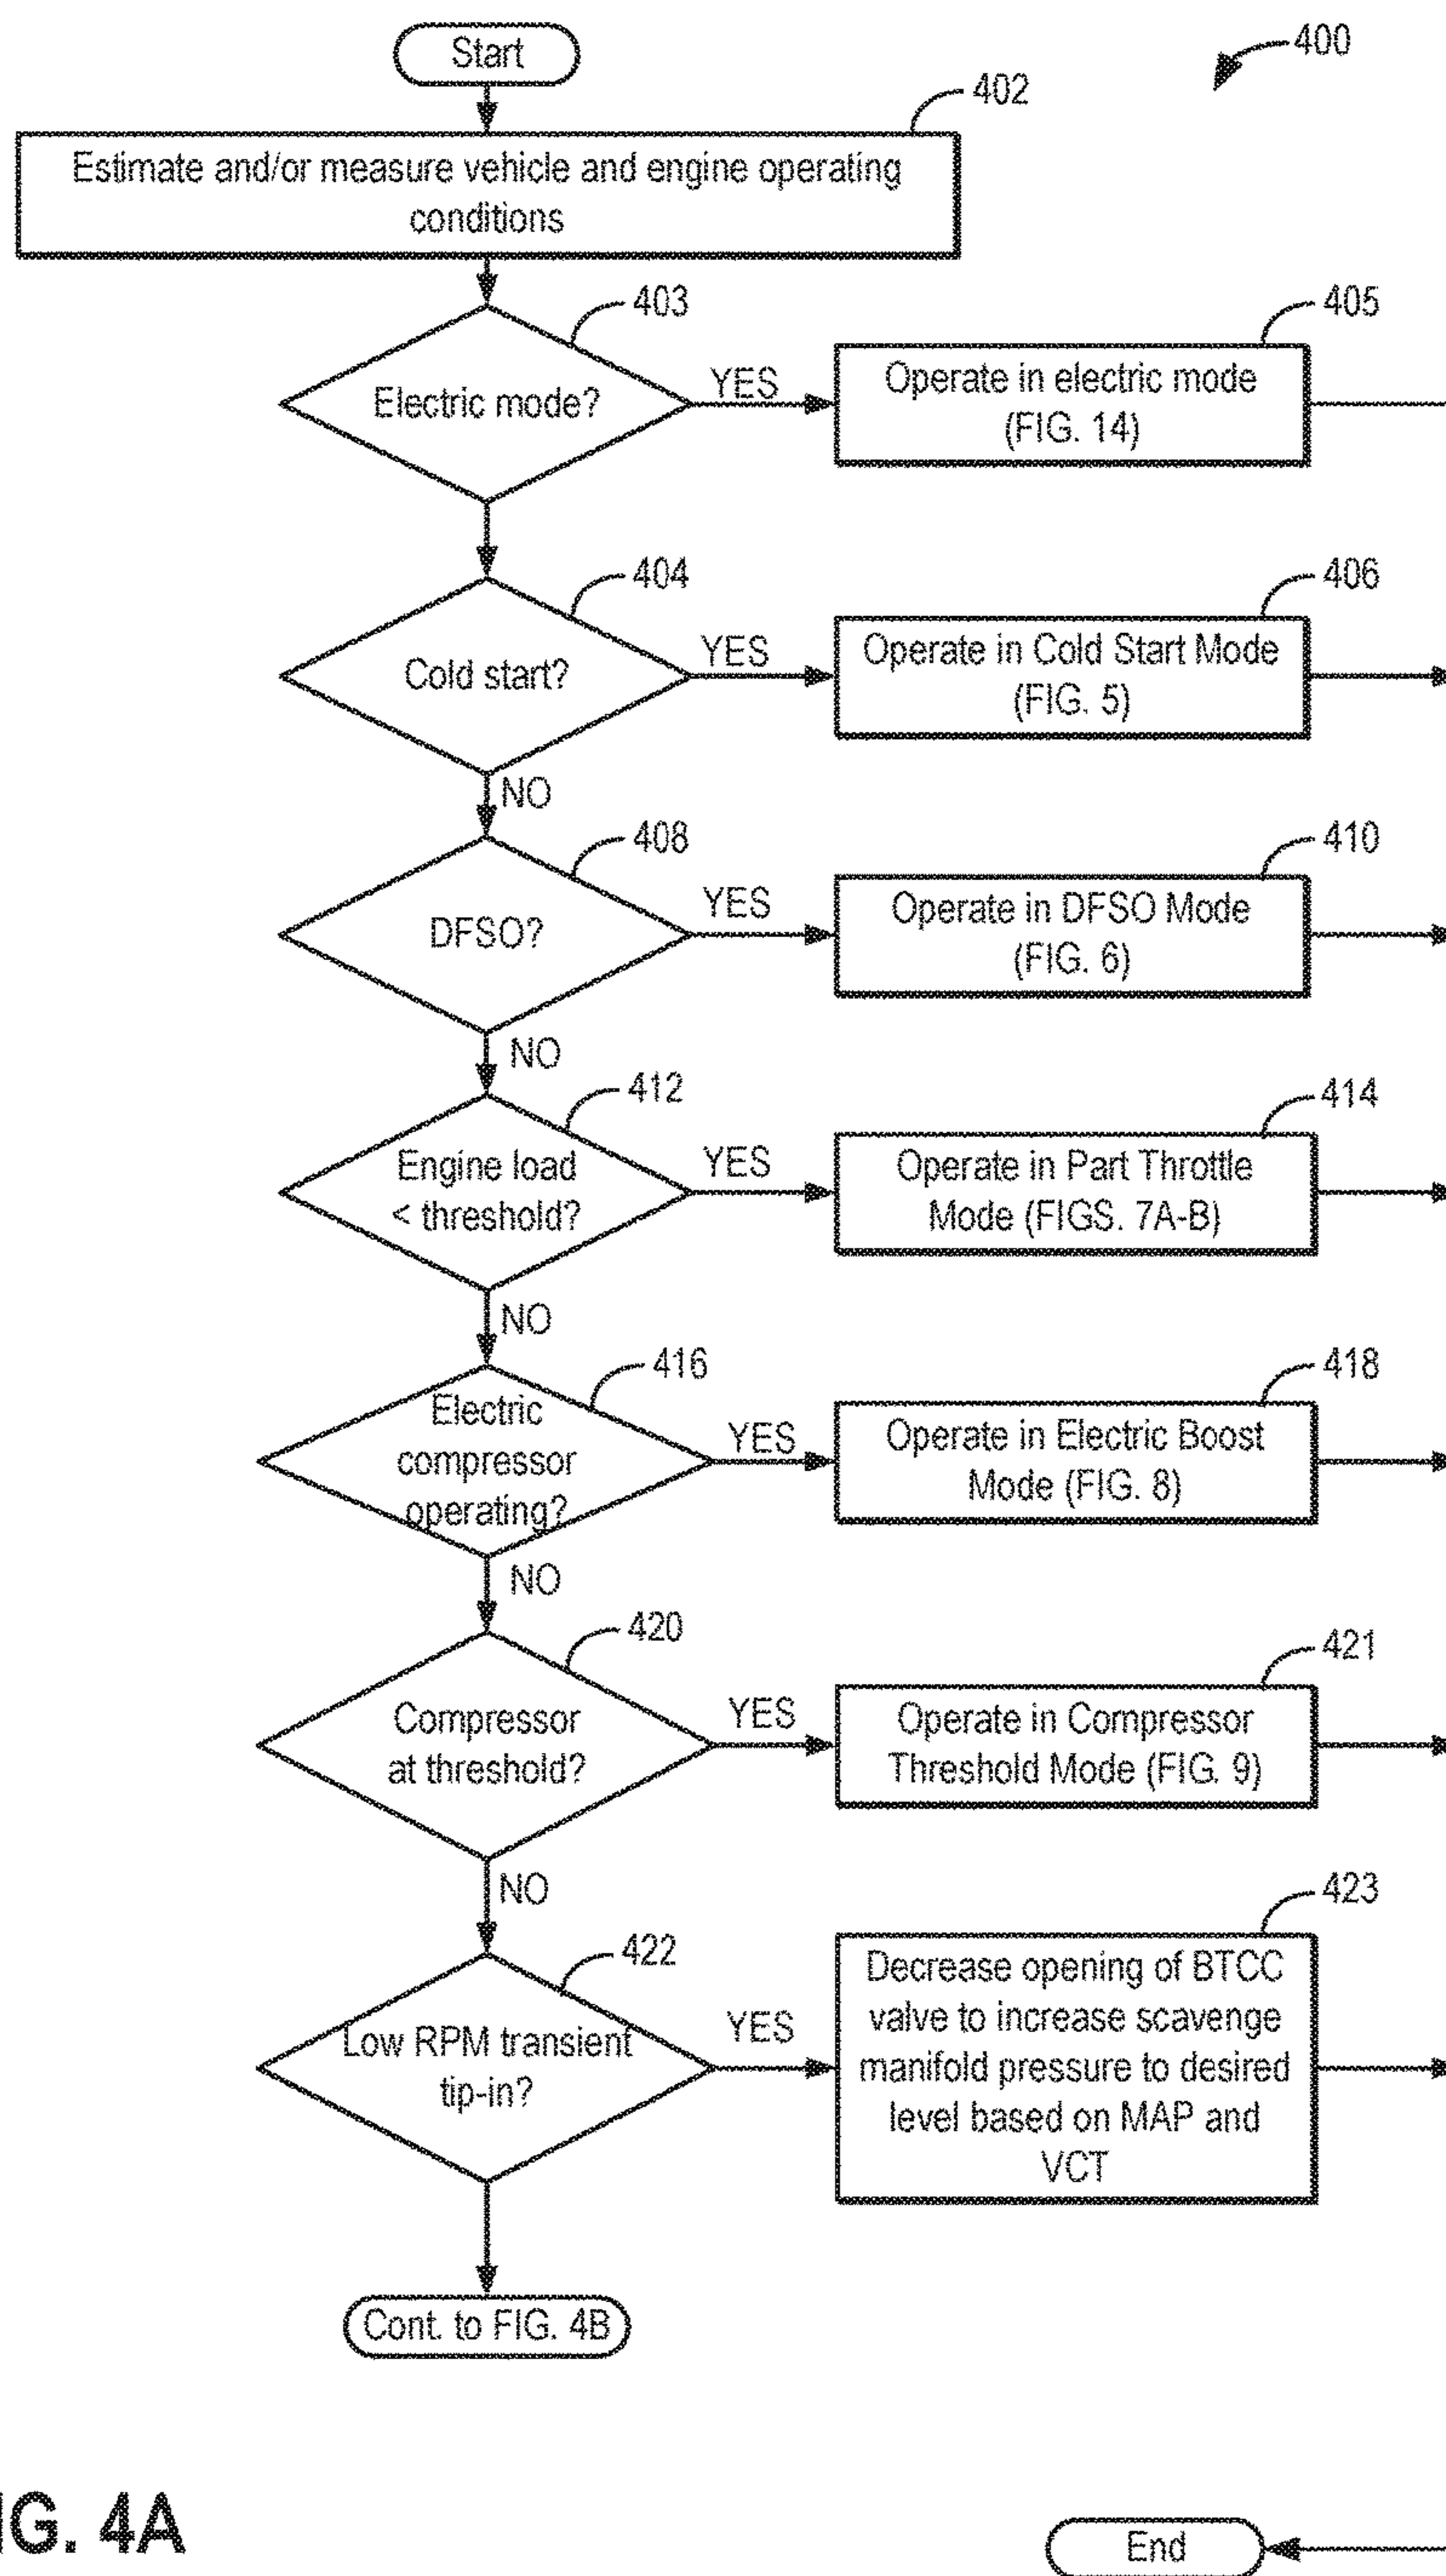 Start
400
402
Estimate and/or measure vehicle and engine operating
conditions
403
405
Electric mode?
YES
Operate in electric mode
(FIG. 14)
404
406
Cold start?
YES
Operate in Cold Start Mode
(FIG. 5)
NO
408
410
DFSO?
YES
Operate in DFSO Mode
(FIG. 6)
NO
412
414
Engine load
< threshold?
YES
Operate in Part Throttle
Mode (FIGS. 7A-B)
NO
416
418
Electric
compressor
operating?
YES
Operate in Electric Boost
Mode (FIG. 8)
NO
420
421
Compressor
at threshold?
YES
Operate in Compressor
Threshold Mode (FIG. 9)
NO
422
423
Low RPM transient
tip-in?
YES
Decrease opening of BTCC
valve to increase scavenge
manifold pressure to desired
level based on MAP and
VCT
Cont. to FIG. 4B
IG. 4A
End